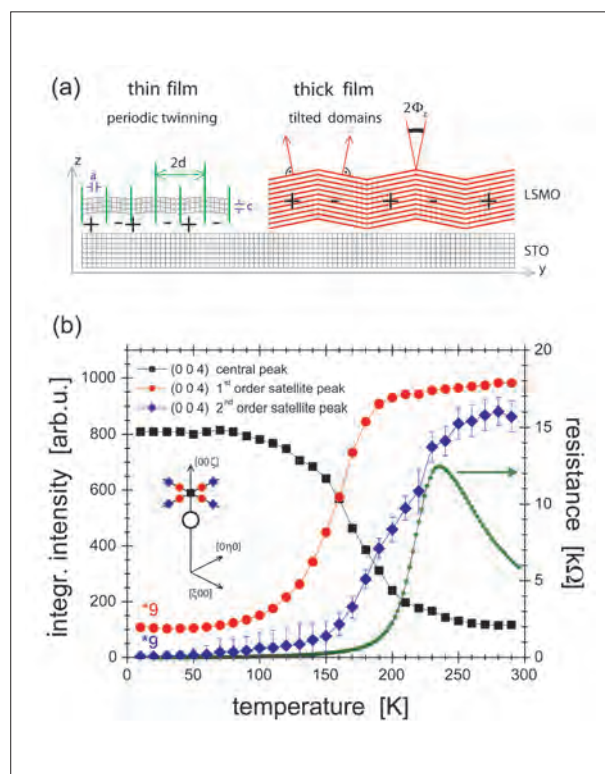 (a)
thin film
thick film
periodic twinning
tilted domains
2Φz
z
2d
a
c
+ - + - + -
+ - + - +
LSMO
STO
y
(b)
(0 0 4) central peak
(0 0 4) 1st order satellite peak
(0 0 4) 2nd order satellite peak
integr. intensity [arb.u.]
1000
800
600
400
200
100
0
[00ζ]
[0η0]
[ξ00]
*9
*9
20
15
10
5
0
resistance [kΩ]
0 50 100 150 200 250 300
temperature [K]